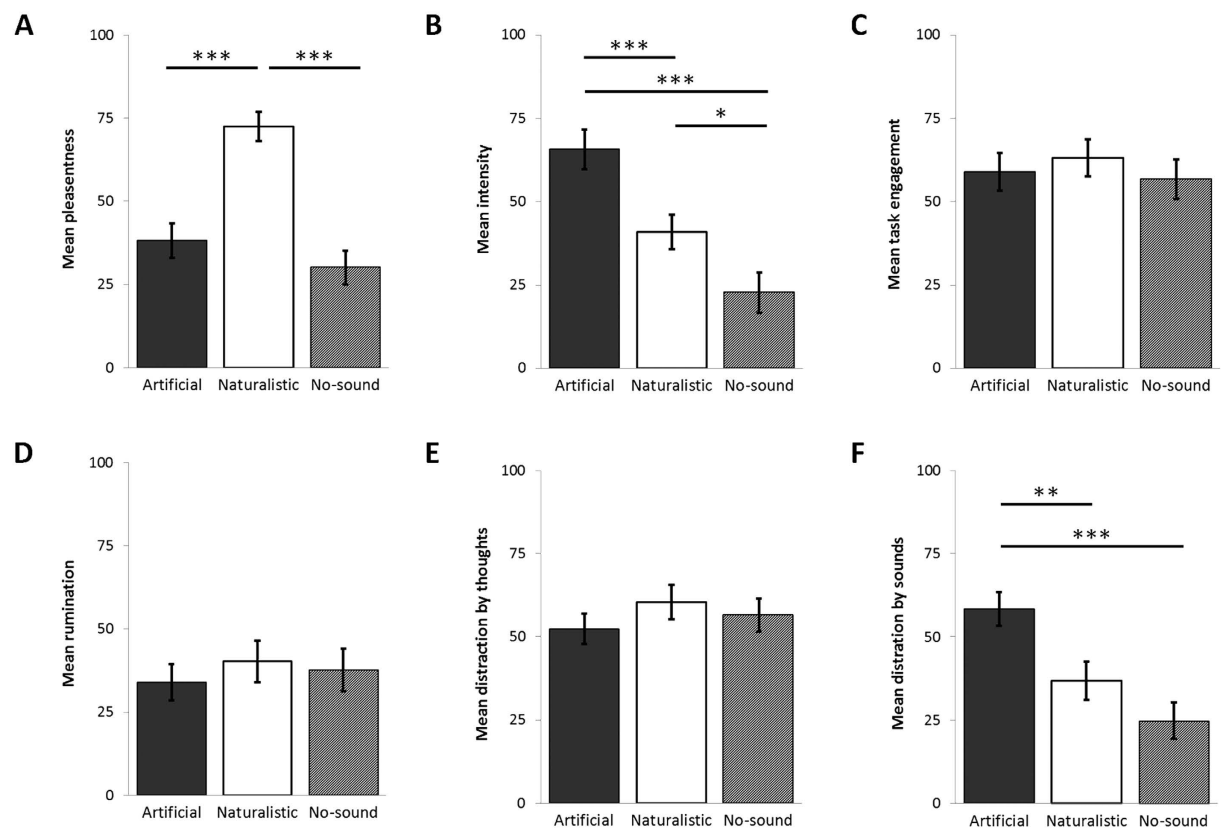 A
Mean pleasentness
100
75
50
25
0
***
***
Artificial
Naturalistic
No-sound
B
Mean intensity
100
75
50
25
0
***
***
*
Artificial
Naturalistic
No-sound
C
Mean task engagement
100
75
50
25
0
Artificial
Naturalistic
No-sound
D
Mean rumination
100
75
50
25
0
Artificial
Naturalistic
No-sound
E
Mean distraction by thoughts
100
75
50
25
0
Artificial
Naturalistic
No-sound
F
Mean distration by sounds
100
75
50
25
0
**
***
Artificial
Naturalistic
No-sound